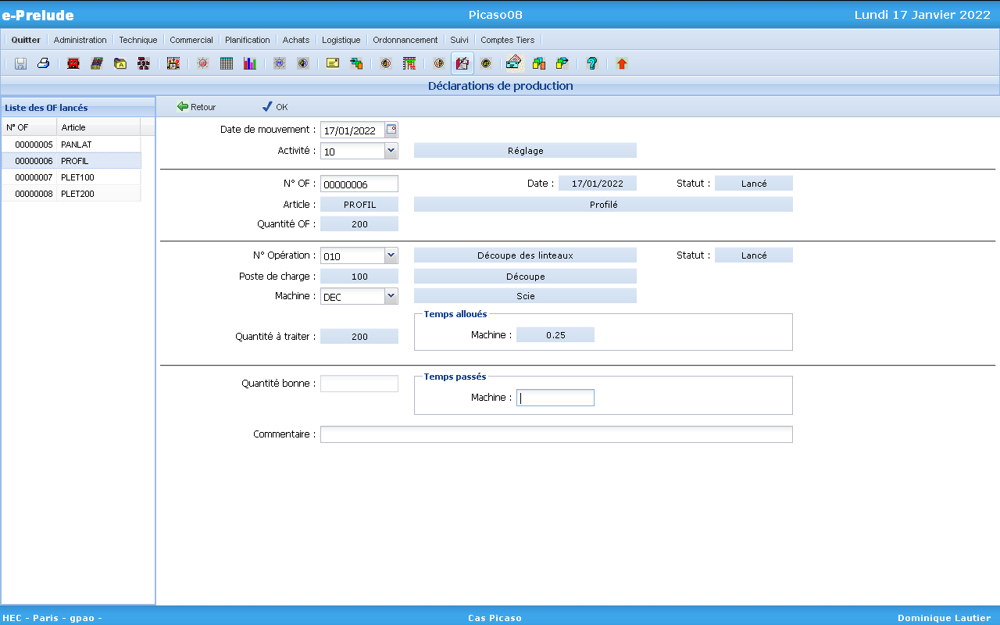 e-Prelude Picaso08 Lundi 17 Janvier 2022
Quitter Administration Technique Commercial Planification Achats Logistique Ordonnancement Suivi Comptes Tiers
Déclarations de production
Liste des OF lancés
N° OF Article
00000005 PANLAT
00000006 PROFIL
00000007 PLET100
00000008 PLET200
Retour OK
Date de mouvement : 17/01/2022
Activité : 10 Réglage
N° OF : 00000006 Date : 17/01/2022 Statut : Lancé
Article : PROFIL Profilé
Quantité OF : 200
N° Opération : 010 Découpe des linteaux Statut : Lancé
Poste de charge : 100 Découpe
Machine : DEC Scie
Temps alloués
Quantité à traiter : 200 Machine : 0.25
Temps passés
Quantité bonne : Machine :
Commentaire :
HEC - Paris - gpao - Cas Picaso Dominique Lautier